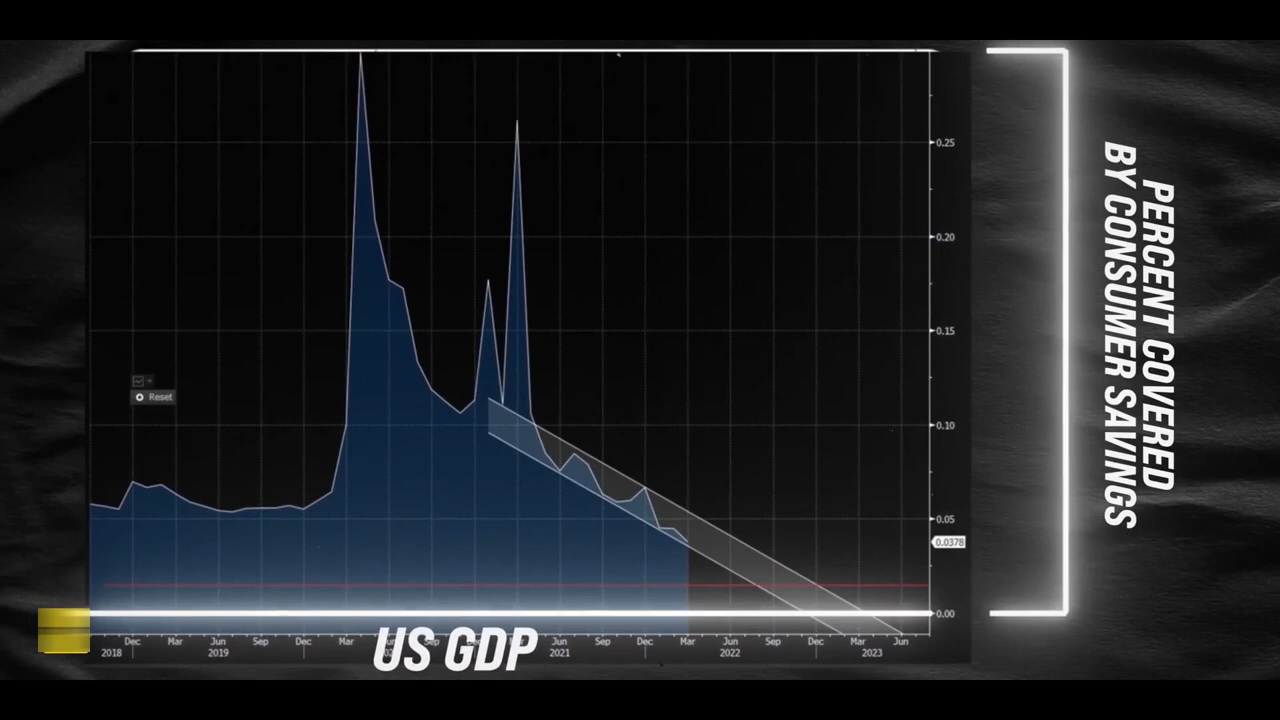 0.25
0.20
0.15
0.10
0.05
0.0378
0.00
Reset
Dec Mar Jun Sep Dec Mar Sep Mar Jun Sep Dec Mar Jun Sep Dec Mar Jun
2018 2019 2021 2022 2023
US GDP
PERCENT COVERED
BY CONSUMER SAVINGS